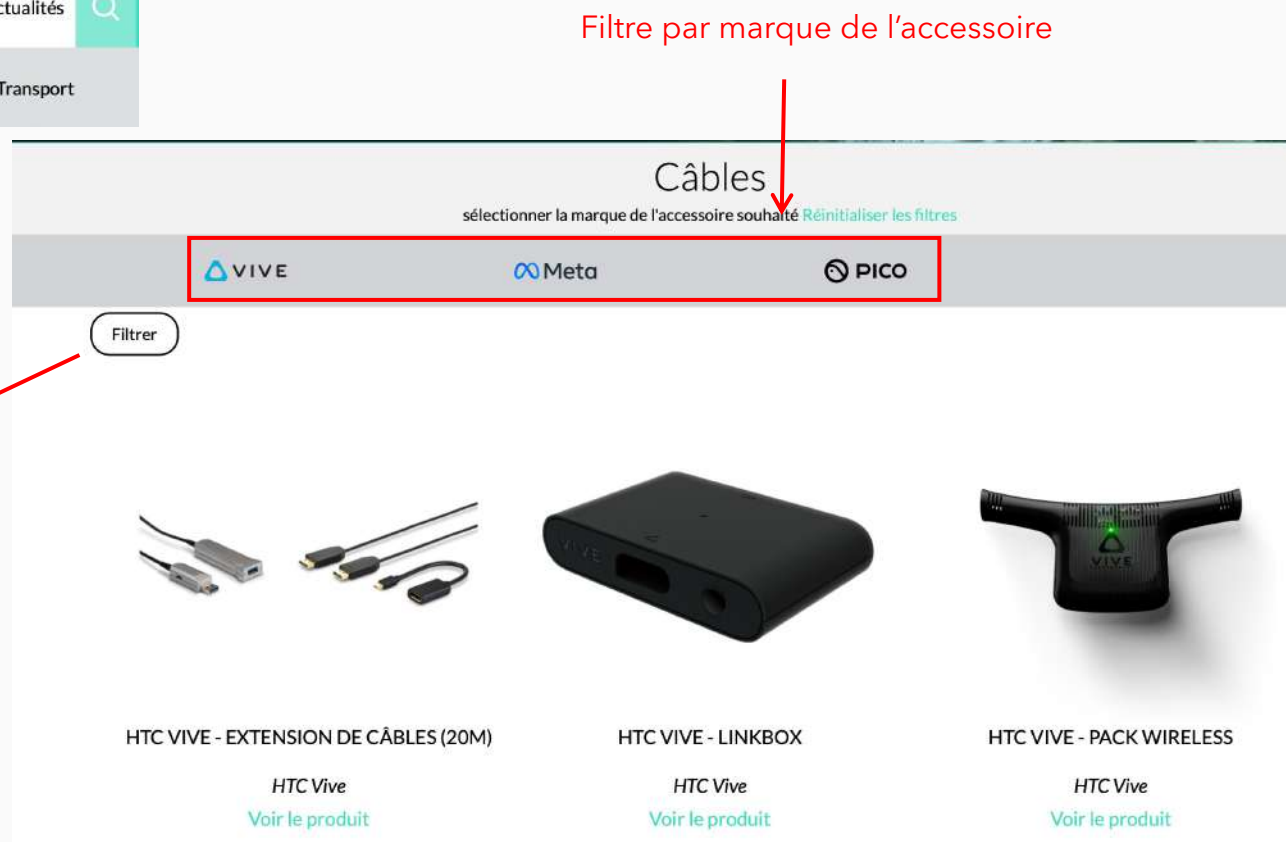 ctualités
Transport
Filtre par marque de l'accessoire
Câbles
sélectionner la marque de l'accessoire souhaité Réinitialiser les filtres
VIVE
Meta
PICO
Filtrer
VIVE
VIVE
HTC VIVE - EXTENSION DE CÂBLES (20M)
HTC VIVE - LINKBOX
HTC VIVE - PACK WIRELESS
HTC Vive
HTC Vive
HTC Vive
Voir le produit
Voir le produit
Voir le produit